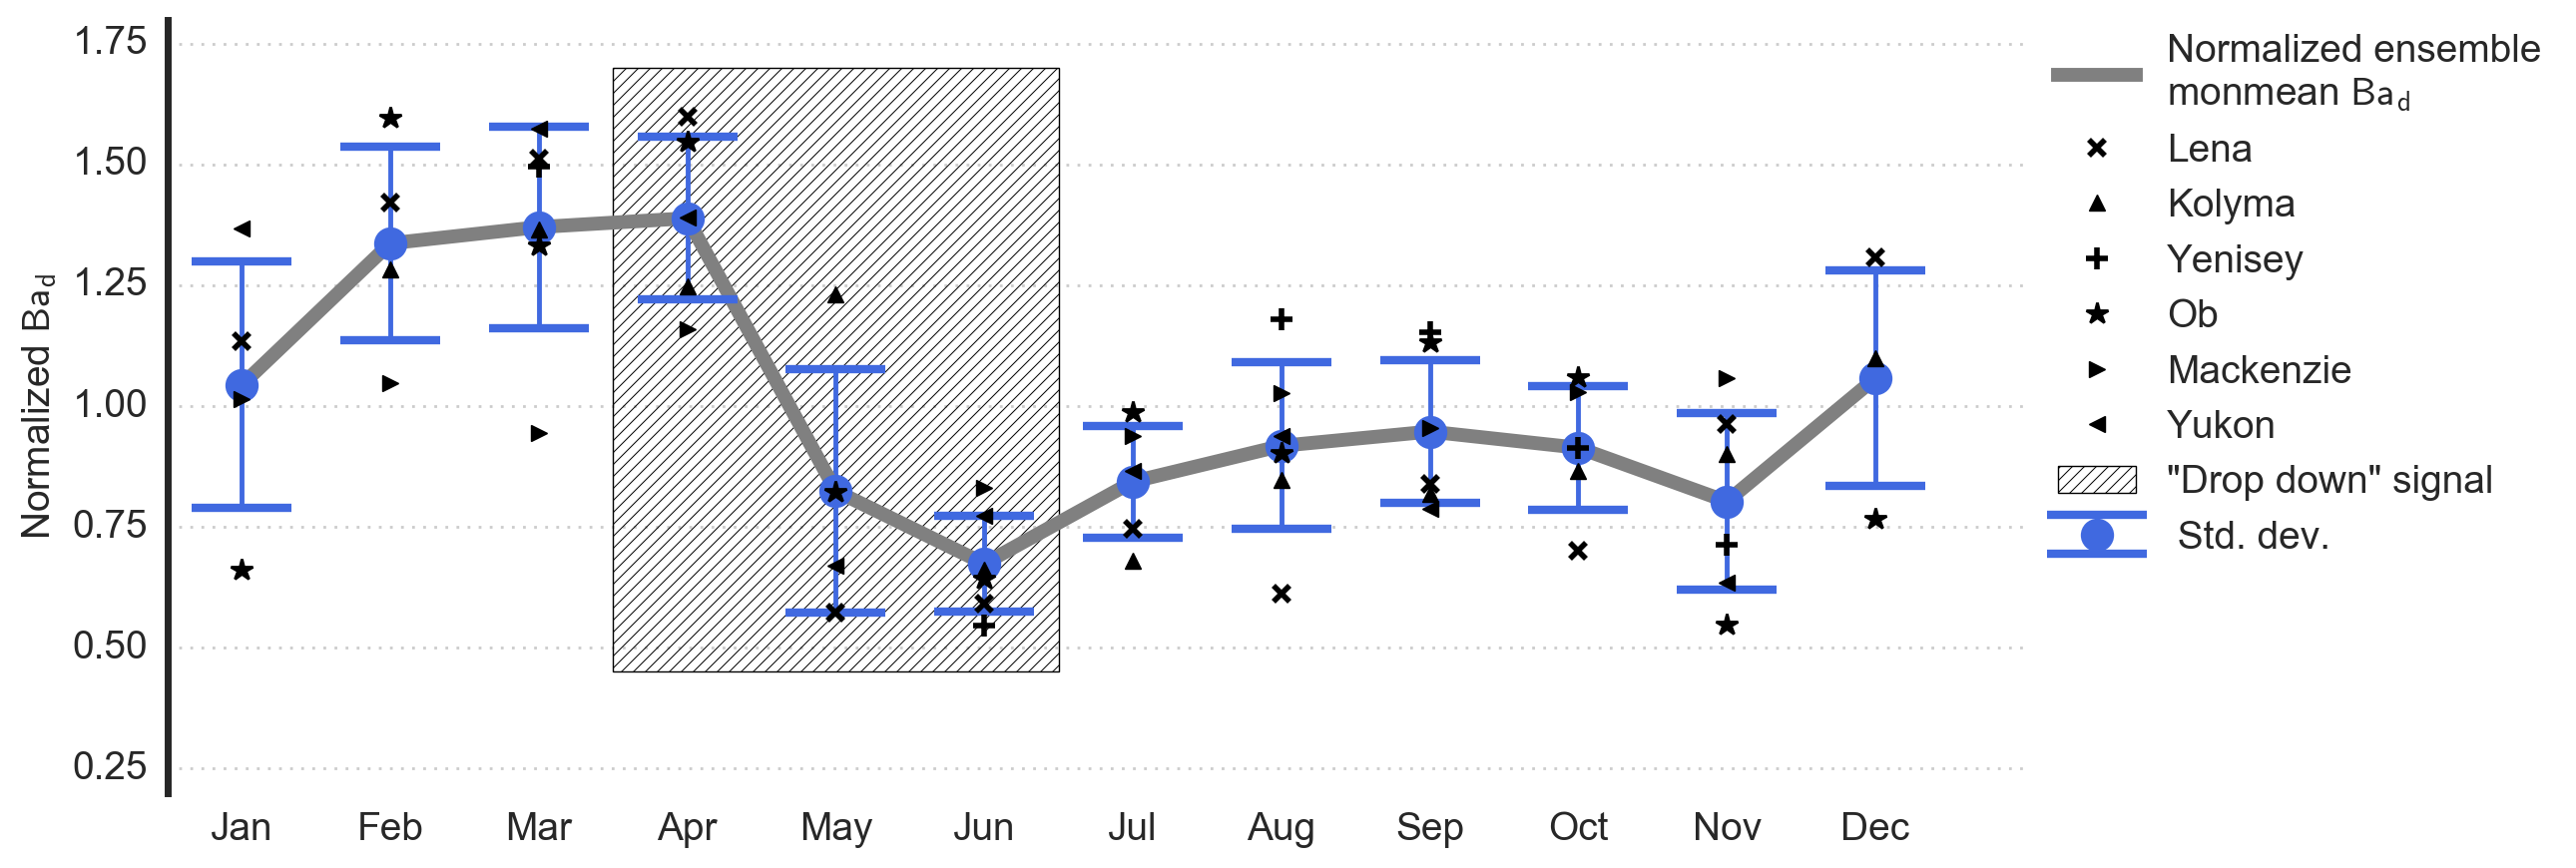 1.75
1.50
1.25
1.00
0.75
0.50
0.25
Normalized Ba_d
Jan Feb Mar Apr May Jun Jul Aug Sep Oct Nov Dec
Normalized ensemble
monmean Ba_d
Lena
Kolyma
Yenisey
Ob
Mackenzie
Yukon
"Drop down" signal
Std. dev.